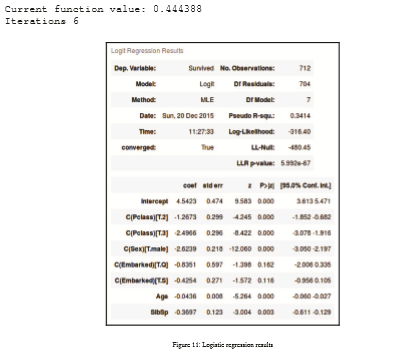 Current function value: 0.444388
Iterations 6
Logit Regression Results
Dep. Variable: Survived No. Observations: 712
Model: Logit Df Residuals: 704
Method: MLE Df Model: 7
Date: Sun, 20 Dec 2015 Pseudo R-squ.: 0.3414
Time: 11:27:33 Log-Likelihood: -316.40
converged: True LL-Null: -480.45
LLR p-value: 5.992e-67
coef std err z P>|z| [95.0% Conf. Int.]
Intercept 4.5423 0.474 9.583 0.000 3.613 5.471
C(Pclass)[T.2] -1.2673 0.299 -4.245 0.000 -1.852 -0.682
C(Pclass)[T.3] -2.4966 0.296 -8.422 0.000 -3.078 -1.916
C(Sex)[T.male] -2.6239 0.218 -12.060 0.000 -3.050 -2.197
C(Embarked)[T.Q] -0.8351 0.597 -1.398 0.162 -2.006 0.335
C(Embarked)[T.S] -0.4254 0.271 -1.572 0.116 -0.956 0.105
Age -0.0436 0.008 -5.264 0.000 -0.060 -0.027
SibSp -0.3697 0.123 -3.004 0.003 -0.611 -0.129
Figure 11: Logistic regression results